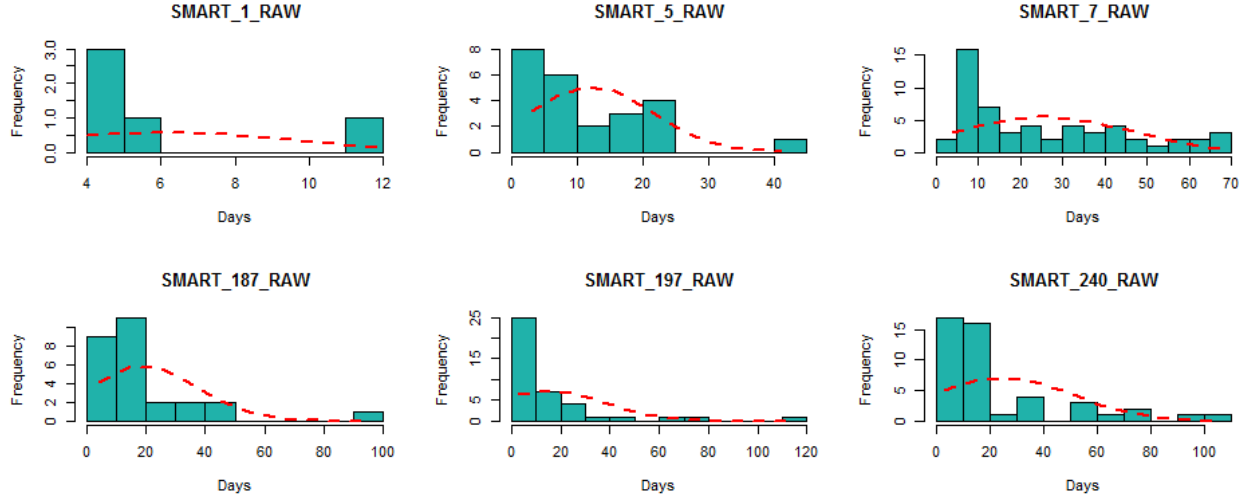 SMART_1_RAW
Frequency
0.0 1.0 2.0 3.0
4 6 8 10 12
Days
SMART_5_RAW
Frequency
0 2 4 6 8
0 10 20 30 40
Days
SMART_7_RAW
Frequency
0 5 10 15
0 10 20 30 40 50 60 70
Days
SMART_187_RAW
Frequency
0 2 4 6 8
0 20 40 60 80 100
Days
SMART_197_RAW
Frequency
0 5 15 25
0 20 40 60 80 100 120
Days
SMART_240_RAW
Frequency
0 5 10 15
0 20 40 60 80 100
Days